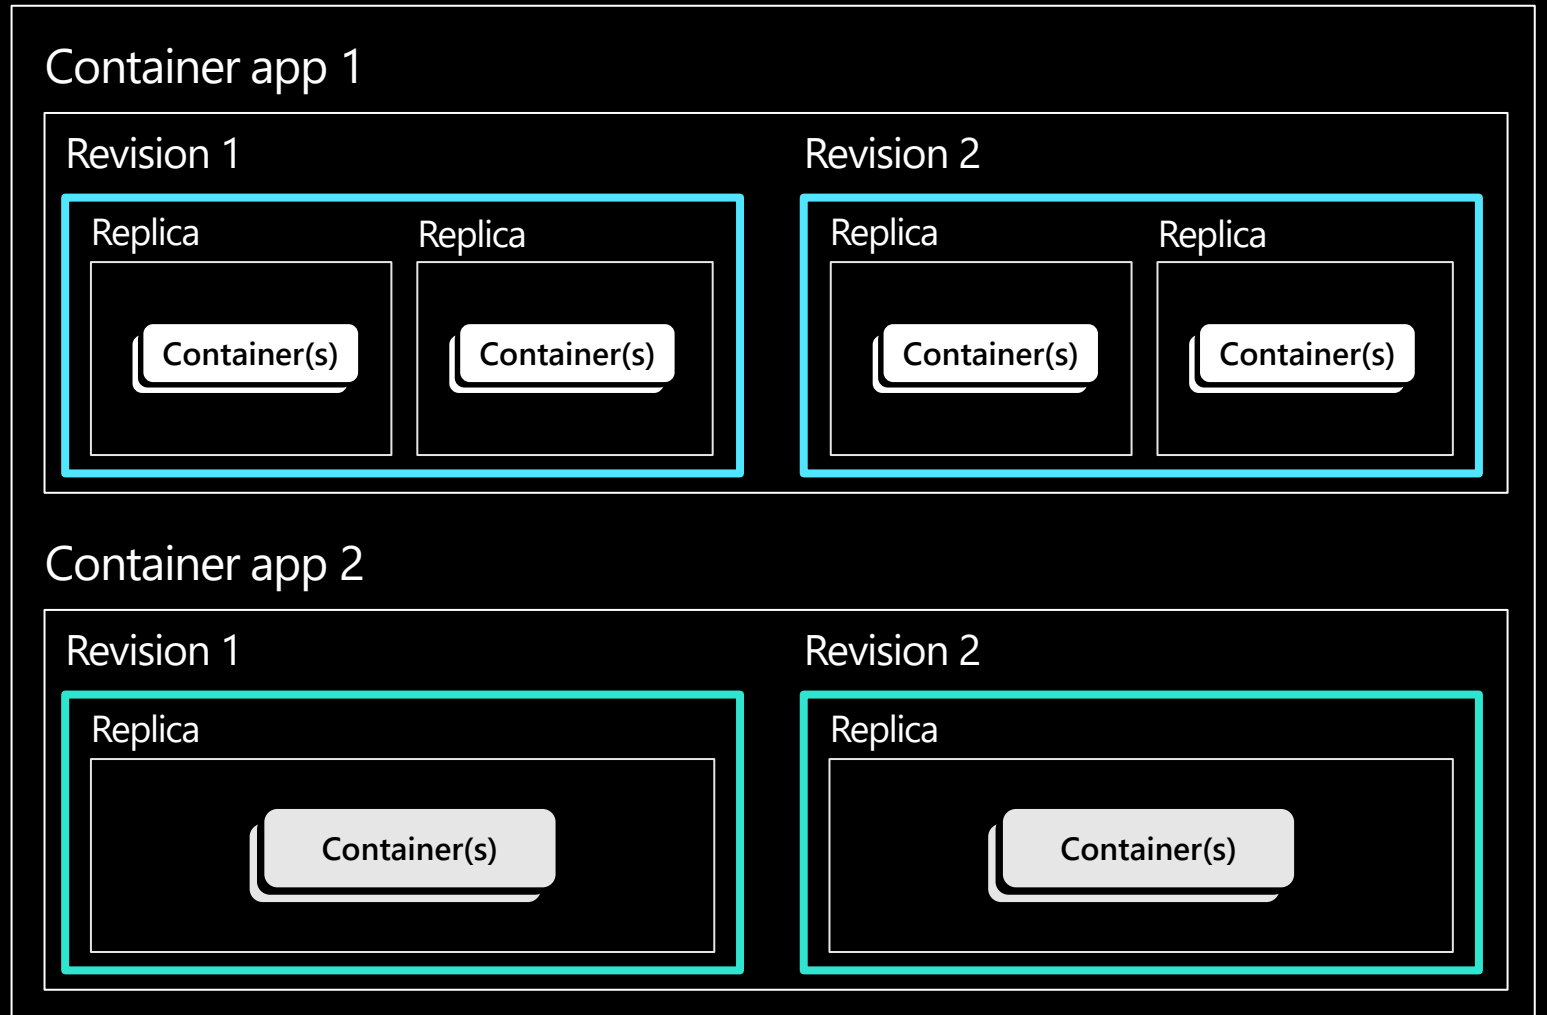 Container app 1
Revision 1
Revision 2
Replica
Replica
Replica
Replica
Container(s)
Container(s)
Container(s)
Container(s)
Container app 2
Revision 1
Revision 2
Replica
Replica
Container(s)
Container(s)